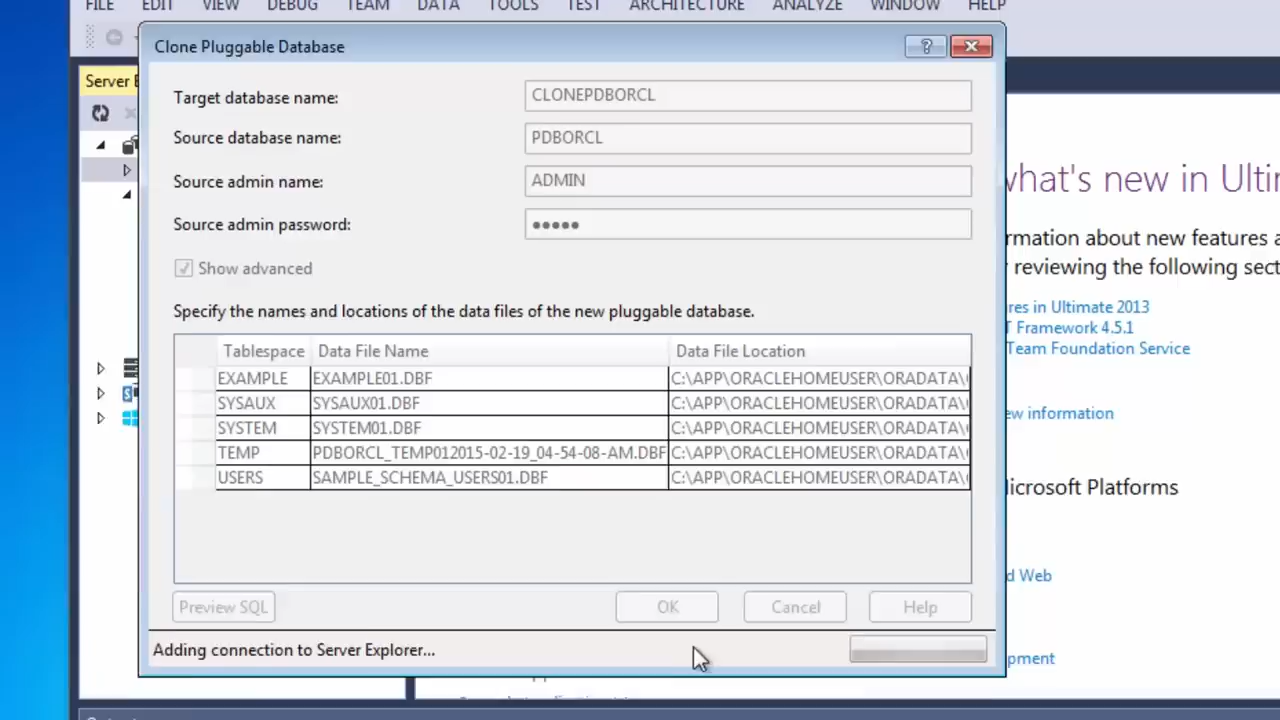 FILE EDIT VIEW DEBUG TEAM DATA TOOLS TEST ARCHITECTURE ANALYZE WINDOW HELP
Clone Pluggable Database
Server E
Target database name: CLONEPDBORCL
Source database name: PDBORCL
Source admin name: ADMIN
Source admin password: •••••
Show advanced
Specify the names and locations of the data files of the new pluggable database.
Tablespace Data File Name Data File Location
EXAMPLE EXAMPLE01.DBF C:\APP\ORACLEHOMEUSER\ORADATA\
SYSAUX SYSAUX01.DBF C:\APP\ORACLEHOMEUSER\ORADATA\
SYSTEM SYSTEM01.DBF C:\APP\ORACLEHOMEUSER\ORADATA\
TEMP PDBORCL_TEMP012015-02-19_04-54-08-AM.DBF C:\APP\ORACLEHOMEUSER\ORADATA\
USERS SAMPLE_SCHEMA_USERS01.DBF C:\APP\ORACLEHOMEUSER\ORADATA\
Preview SQL OK Cancel Help
Adding connection to Server Explorer...
what's new in Ulti
rmation about new features a
reviewing the following sect
res in Ultimate 2013
T Framework 4.5.1
Team Foundation Service
ew information
icrosoft Platforms
d Web
pment